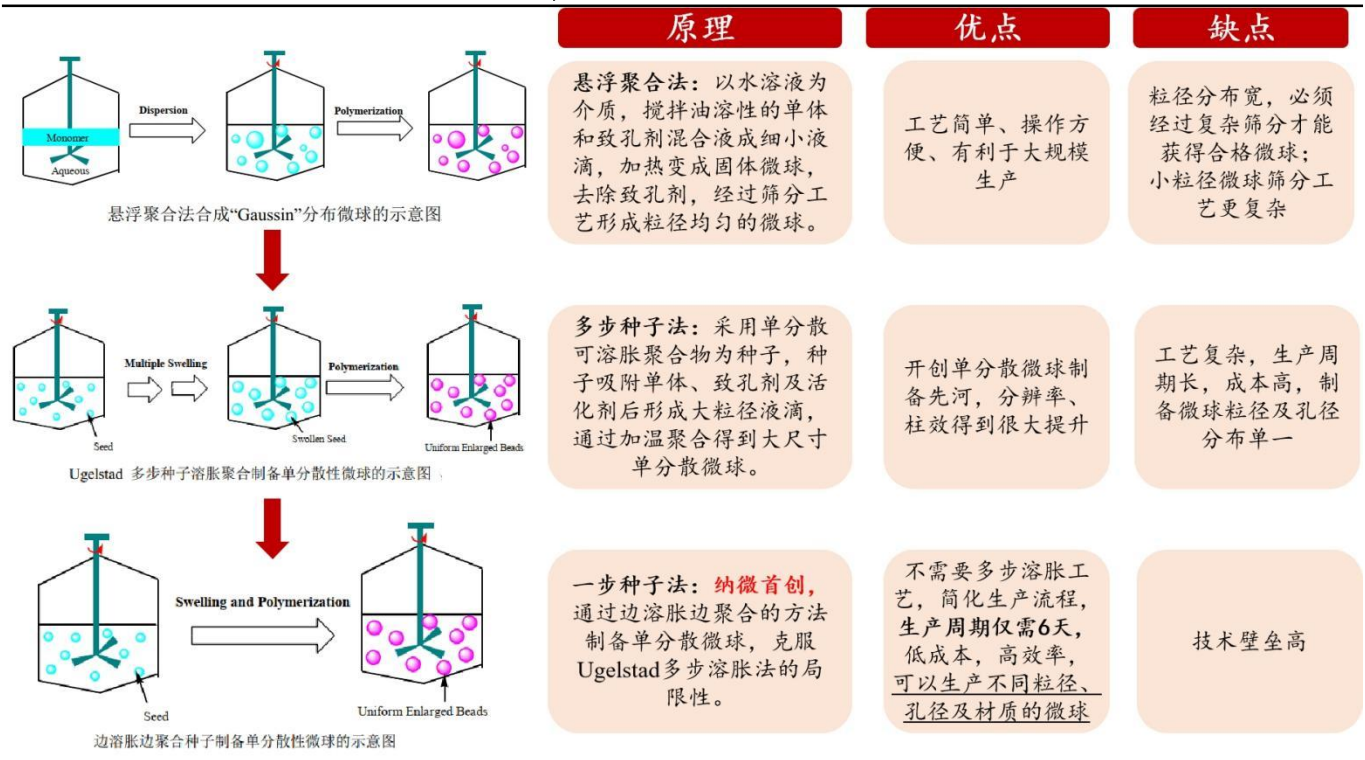 原理
优点
缺点
Dispersion
Polymerization
Monomer
Aqueous
悬浮聚合法合成“Gaussin”分布微球的示意图
悬浮聚合法：以水溶液为
介质，搅拌油溶性的单体
和致孔剂混合液成细小液
滴，加热变成固体微球，
去除致孔剂，经过筛分工
艺形成粒径均匀的微球。
工艺简单、操作方
便、有利于大规模
生产
粒径分布宽，必须
经过复杂筛分才能
获得合格微球；
小粒径微球筛分工
艺更复杂
Multiple Swelling
Polymerization
Seed
Swollen Seed
Uniform Enlarged Beads
Ugelstad 多步种子溶胀聚合制备单分散性微球的示意图
多步种子法：采用单分散
可溶胀聚合物为种子，种
子吸附单体、致孔剂及活
化剂后形成大粒径液滴，
通过加温聚合得到大尺寸
单分散微球。
开创单分散微球制
备先河，分辨率、
柱效得到很大提升
工艺复杂，生产周
期长，成本高，制
备微球粒径及孔径
分布单一
Swelling and Polymerization
Seed
Uniform Enlarged Beads
边溶胀边聚合种子制备单分散性微球的示意图
一步种子法：纳微首创，
通过边溶胀边聚合的方法
制备单分散微球，克服
Ugelstad多步溶胀法的局
限性。
不需要多步溶胀工
艺，简化生产流程，
生产周期仅需6天，
低成本，高效率，
可以生产不同粒径、
孔径及材质的微球
技术壁垒高